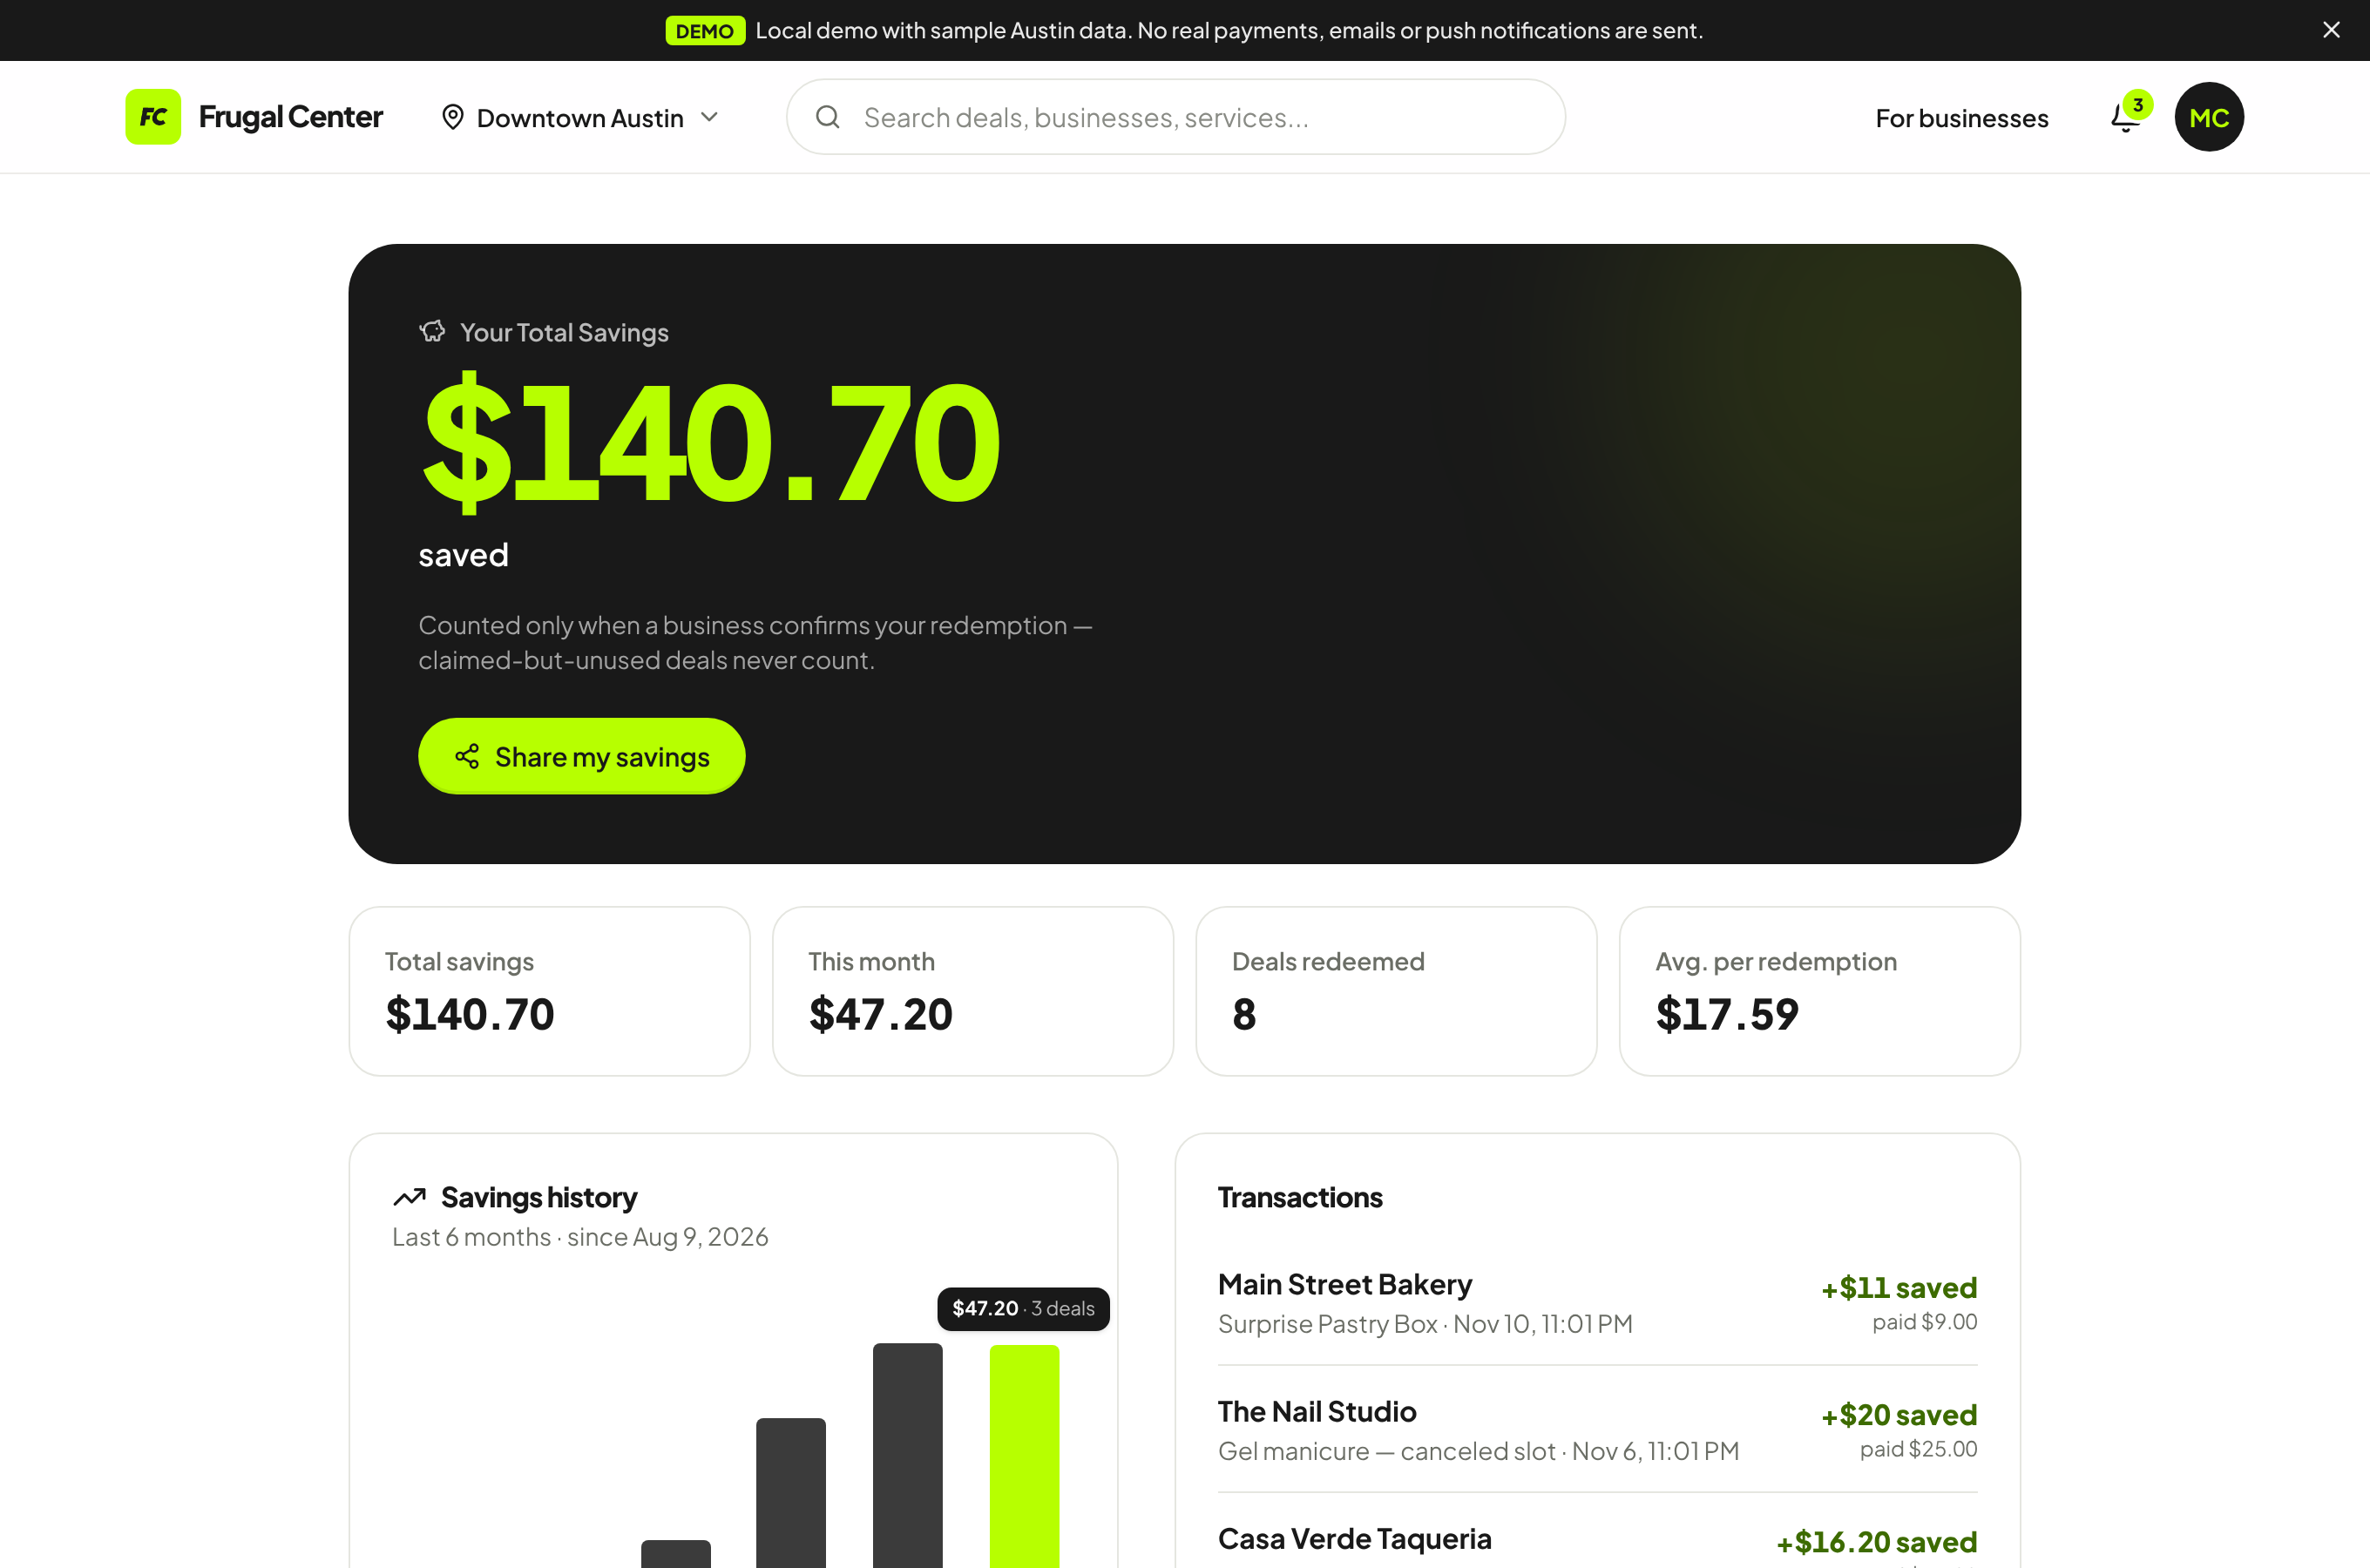 DEMO Local demo with sample Austin data. No real payments, emails or push notifications are sent.
FC Frugal Center
Downtown Austin
Search deals, businesses, services...
For businesses
3
MC
Your Total Savings
$140.70
saved
Counted only when a business confirms your redemption —
claimed-but-unused deals never count.
Share my savings
Total savings
$140.70
This month
$47.20
Deals redeemed
8
Avg. per redemption
$17.59
Savings history
Last 6 months · since Aug 9, 2026
$47.20 · 3 deals
Transactions
Main Street Bakery
+$11 saved
Surprise Pastry Box · Nov 10, 11:01 PM
paid $9.00
The Nail Studio
+$20 saved
Gel manicure — canceled slot · Nov 6, 11:01 PM
paid $25.00
Casa Verde Taqueria
+$16.20 saved